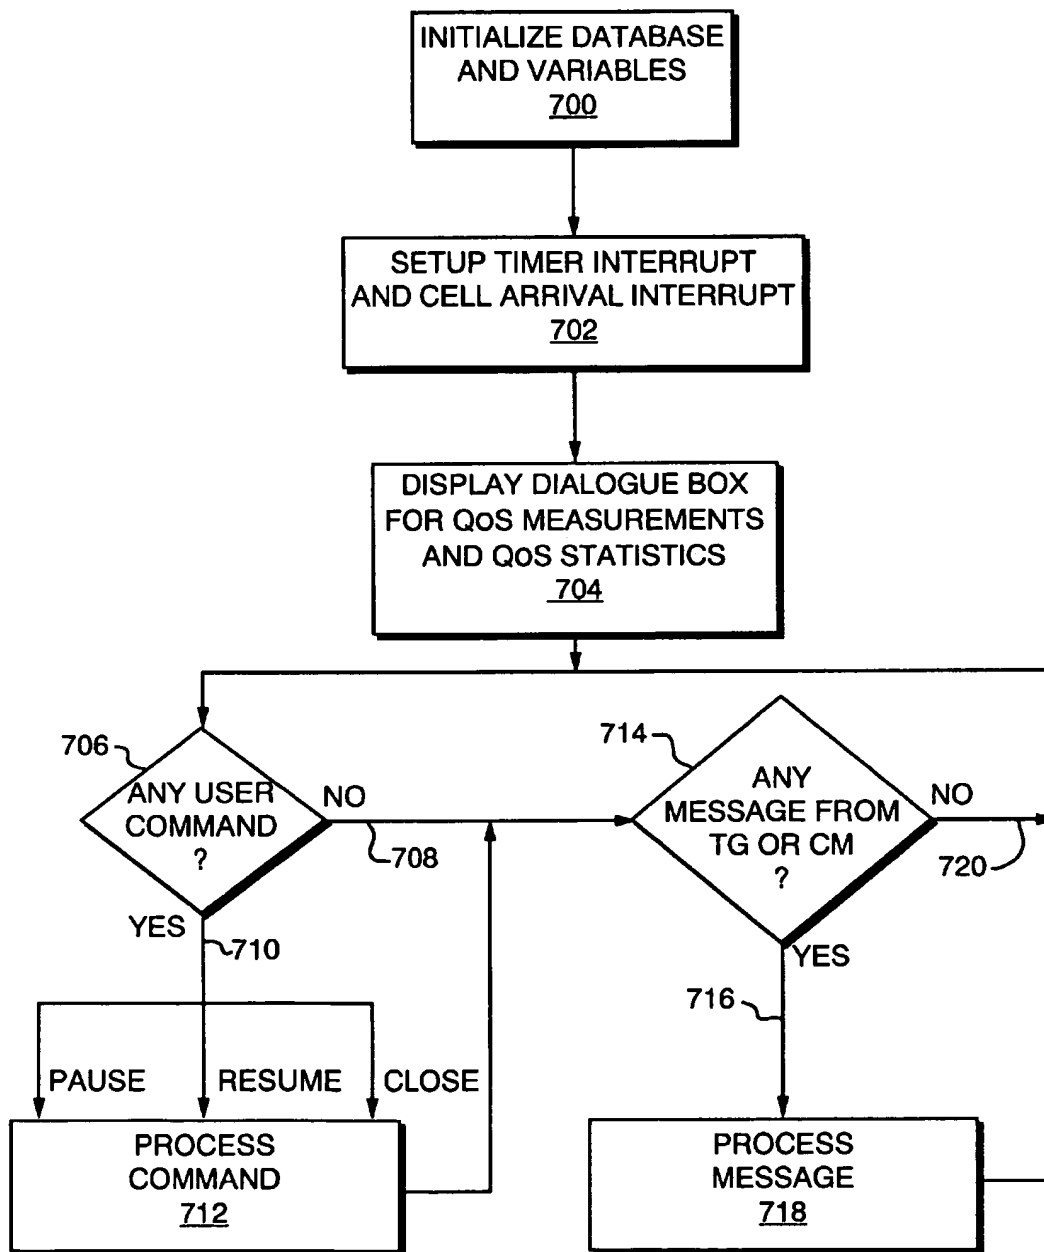 INITIALIZE DATABASE
AND VARIABLES
700
SETUP TIMER INTERRUPT
AND CELL ARRIVAL INTERRUPT
702
DISPLAY DIALOGUE BOX
FOR QoS MEASUREMENTS
AND QoS STATISTICS
704
706
ANY USER
COMMAND
?
NO
708
YES
710
PAUSE
RESUME
CLOSE
PROCESS
COMMAND
712
714
ANY
MESSAGE FROM
TG OR CM
?
NO
720
YES
716
PROCESS
MESSAGE
718